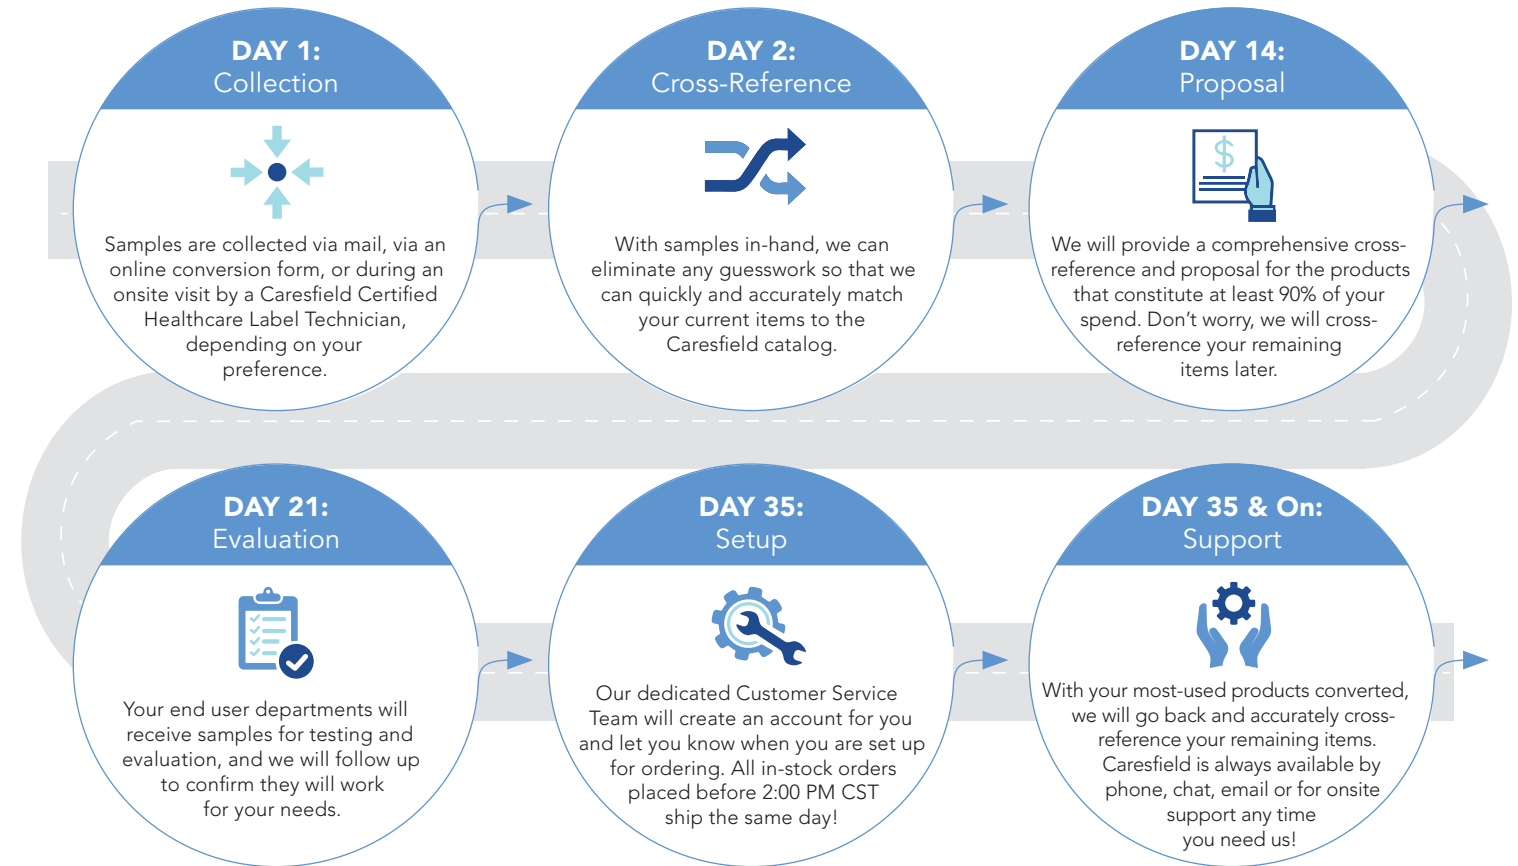 DAY 1:
Collection
Samples are collected via mail, via an
online conversion form, or during an
onsite visit by a Caresfield Certified
Healthcare Label Technician,
depending on your
preference.
DAY 2:
Cross-Reference
With samples in-hand, we can
eliminate any guesswork so that we
can quickly and accurately match
your current items to the
Caresfield catalog.
DAY 14:
Proposal
$
We will provide a comprehensive cross-
reference and proposal for the products
that constitute at least 90% of your
spend. Don't worry, we will cross-
reference your remaining
items later.
DAY 21:
Evaluation
Your end user departments will
receive samples for testing and
evaluation, and we will follow up
to confirm they will work
for your needs.
DAY 35:
Setup
Our dedicated Customer Service
Team will create an account for you
and let you know when you are set up
for ordering. All in-stock orders
placed before 2:00 PM CST
ship the same day!
DAY 35 & On:
Support
With your most-used products converted,
we will go back and accurately cross-
reference your remaining items.
Caresfield is always available by
phone, chat, email or for onsite
support any time
you need us!